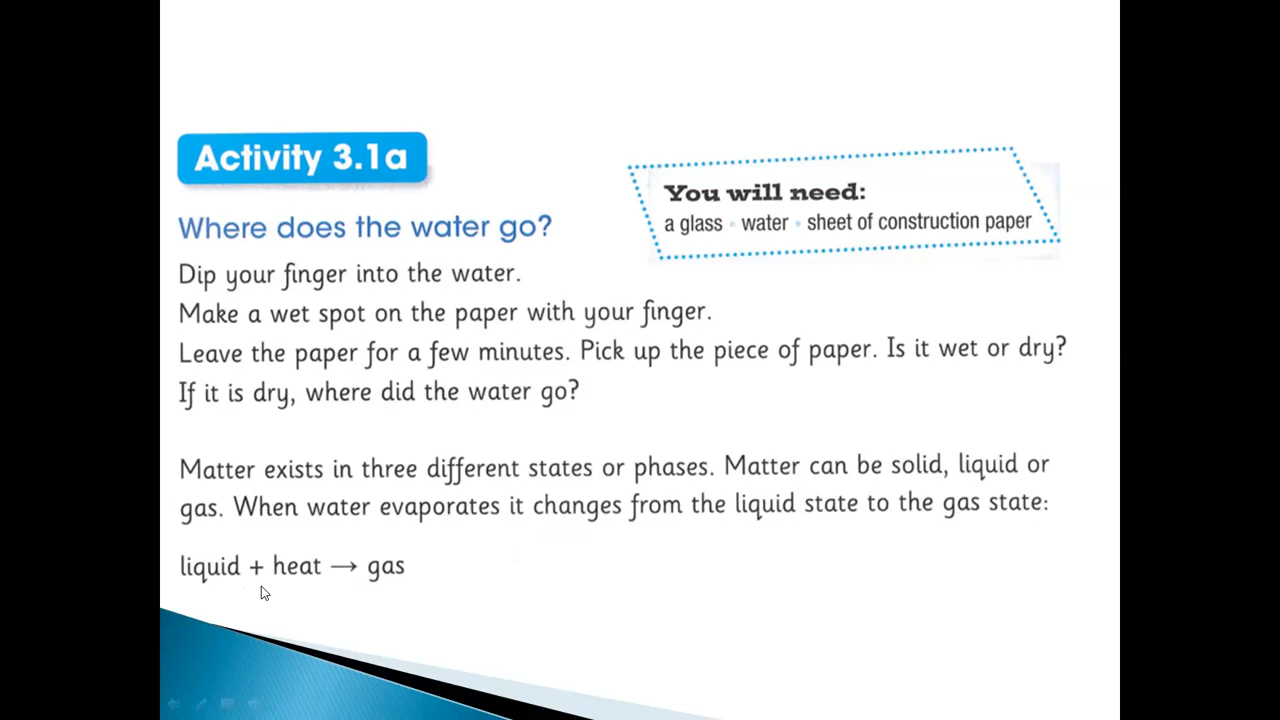 Activity 3.1a
You will need:
a glass • water • sheet of construction paper
Where does the water go?
Dip your finger into the water.
Make a wet spot on the paper with your finger.
Leave the paper for a few minutes. Pick up the piece of paper. Is it wet or dry?
If it is dry, where did the water go?
Matter exists in three different states or phases. Matter can be solid, liquid or
gas. When water evaporates it changes from the liquid state to the gas state:
liquid + heat → gas